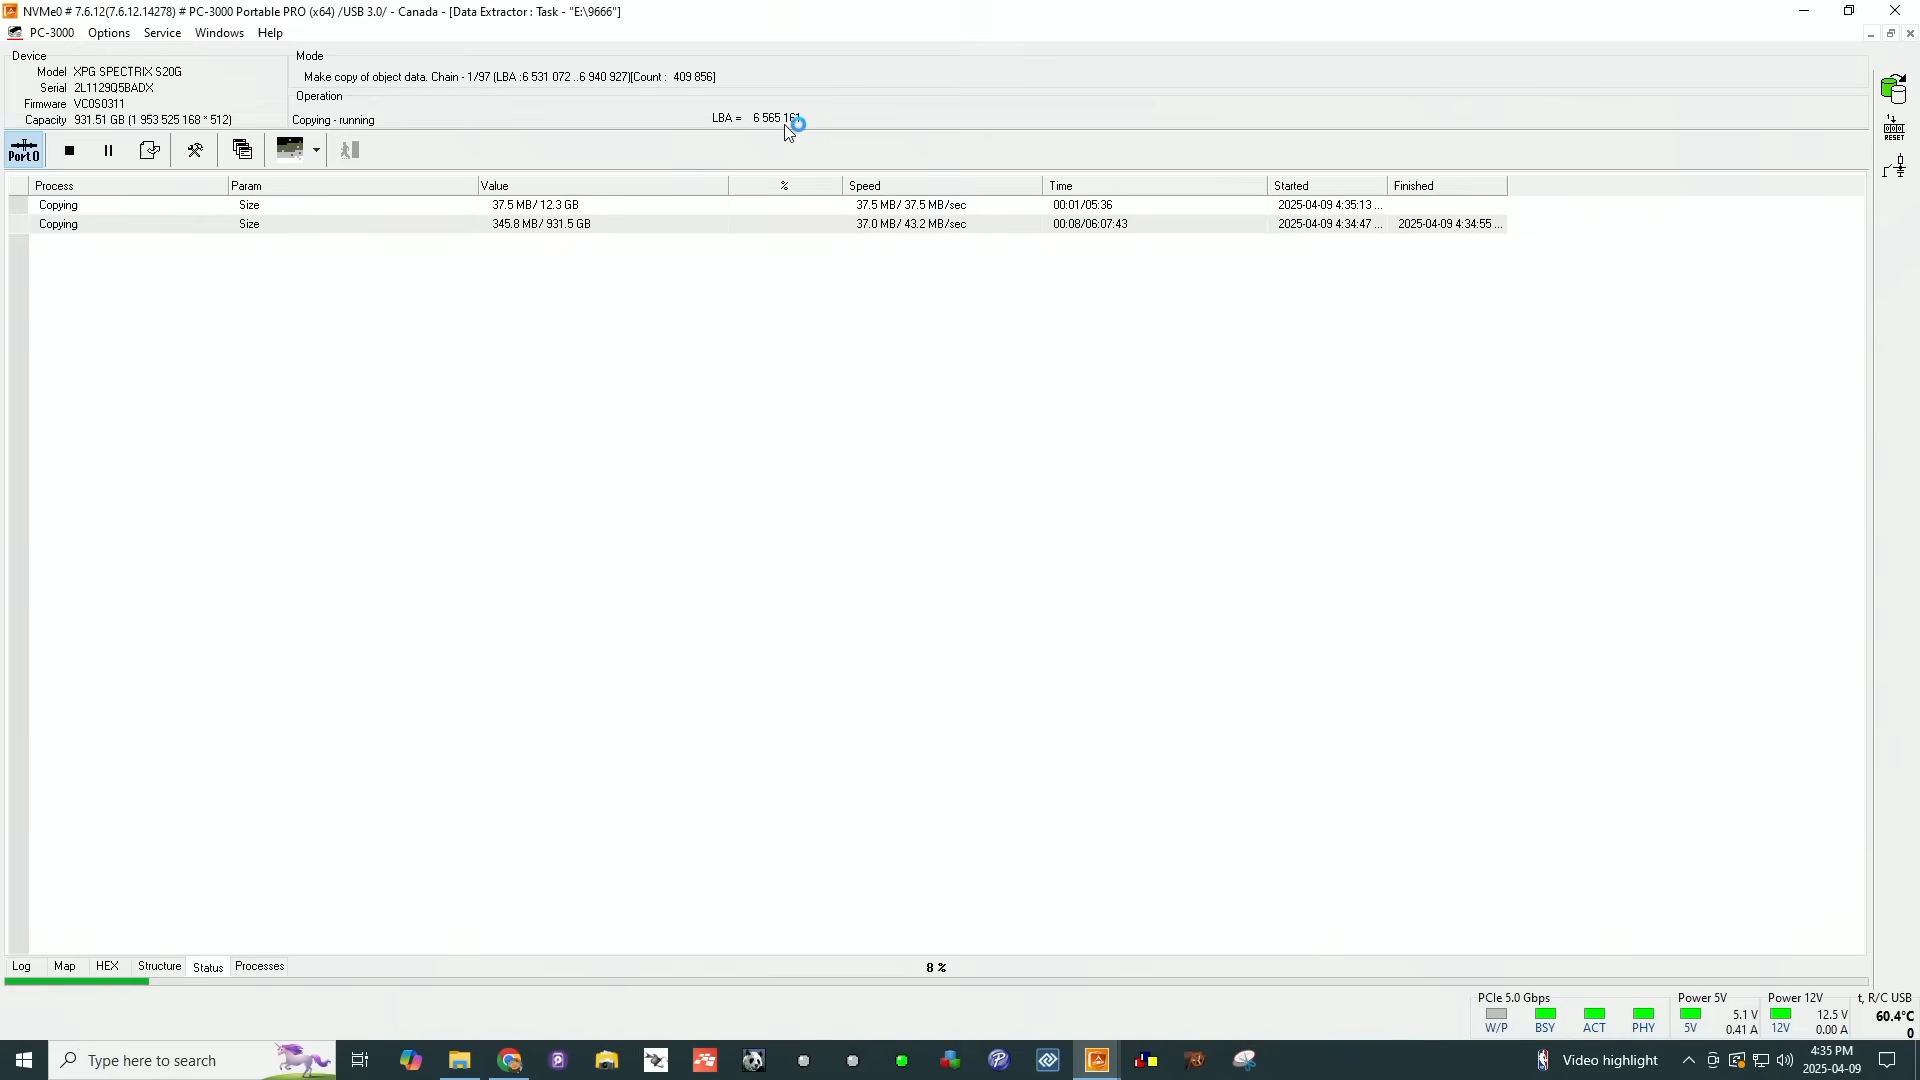 NVMe0 # 7.6.12(7.6.12.14278) # PC-3000 Portable PRO (x64) /USB 3.0/ - Canada - [Data Extractor : Task - "E:\9666"]
PC-3000 Options Service Windows Help
Device
Model XPG SPECTRIX S20G
Serial 2L1129Q5BADX
Firmware VC0S0311
Capacity 931.51 GB (1 953 525 168 * 512)
Mode
Make copy of object data. Chain - 1/97 (LBA :6 531 072 ..6 940 927)[Count : 409 856]
Operation
Copying - running LBA = 6 565 161
Port 0
RESET
Process Param Value % Speed Time Started Finished
Copying Size 37.5 MB/ 12.3 GB 37.5 MB/ 37.5 MB/sec 00:01/05:36 2025-04-09 4:35:13 ...
Copying Size 345.8 MB/ 931.5 GB 37.0 MB/ 43.2 MB/sec 00:08/06:07:43 2025-04-09 4:34:47 ... 2025-04-09 4:34:55 ...
Log Map HEX Structure Status Processes
8 %
PCIe 5.0 Gbps Power 5V Power 12V t, R/C USB
5.1 V 12.5 V 60.4°C
W/P BSY ACT PHY 5V 0.41 A 12V 0.00 A 0
Type here to search
Video highlight
4:35 PM
2025-04-09